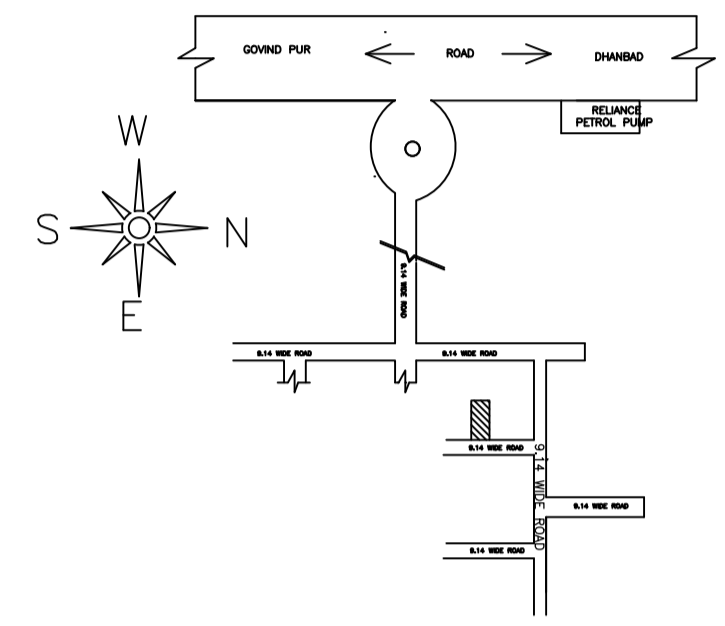 GOVIND PUR ROAD DHANBAD
RELIANCE
PETROL PUMP
W
S N
E
9.14 WIDE ROAD
9.14 WIDE ROAD 9.14 WIDE ROAD
9.14 WIDE ROAD
9.14 WIDE ROAD
9.14 WIDE ROAD
9.14 WIDE ROAD